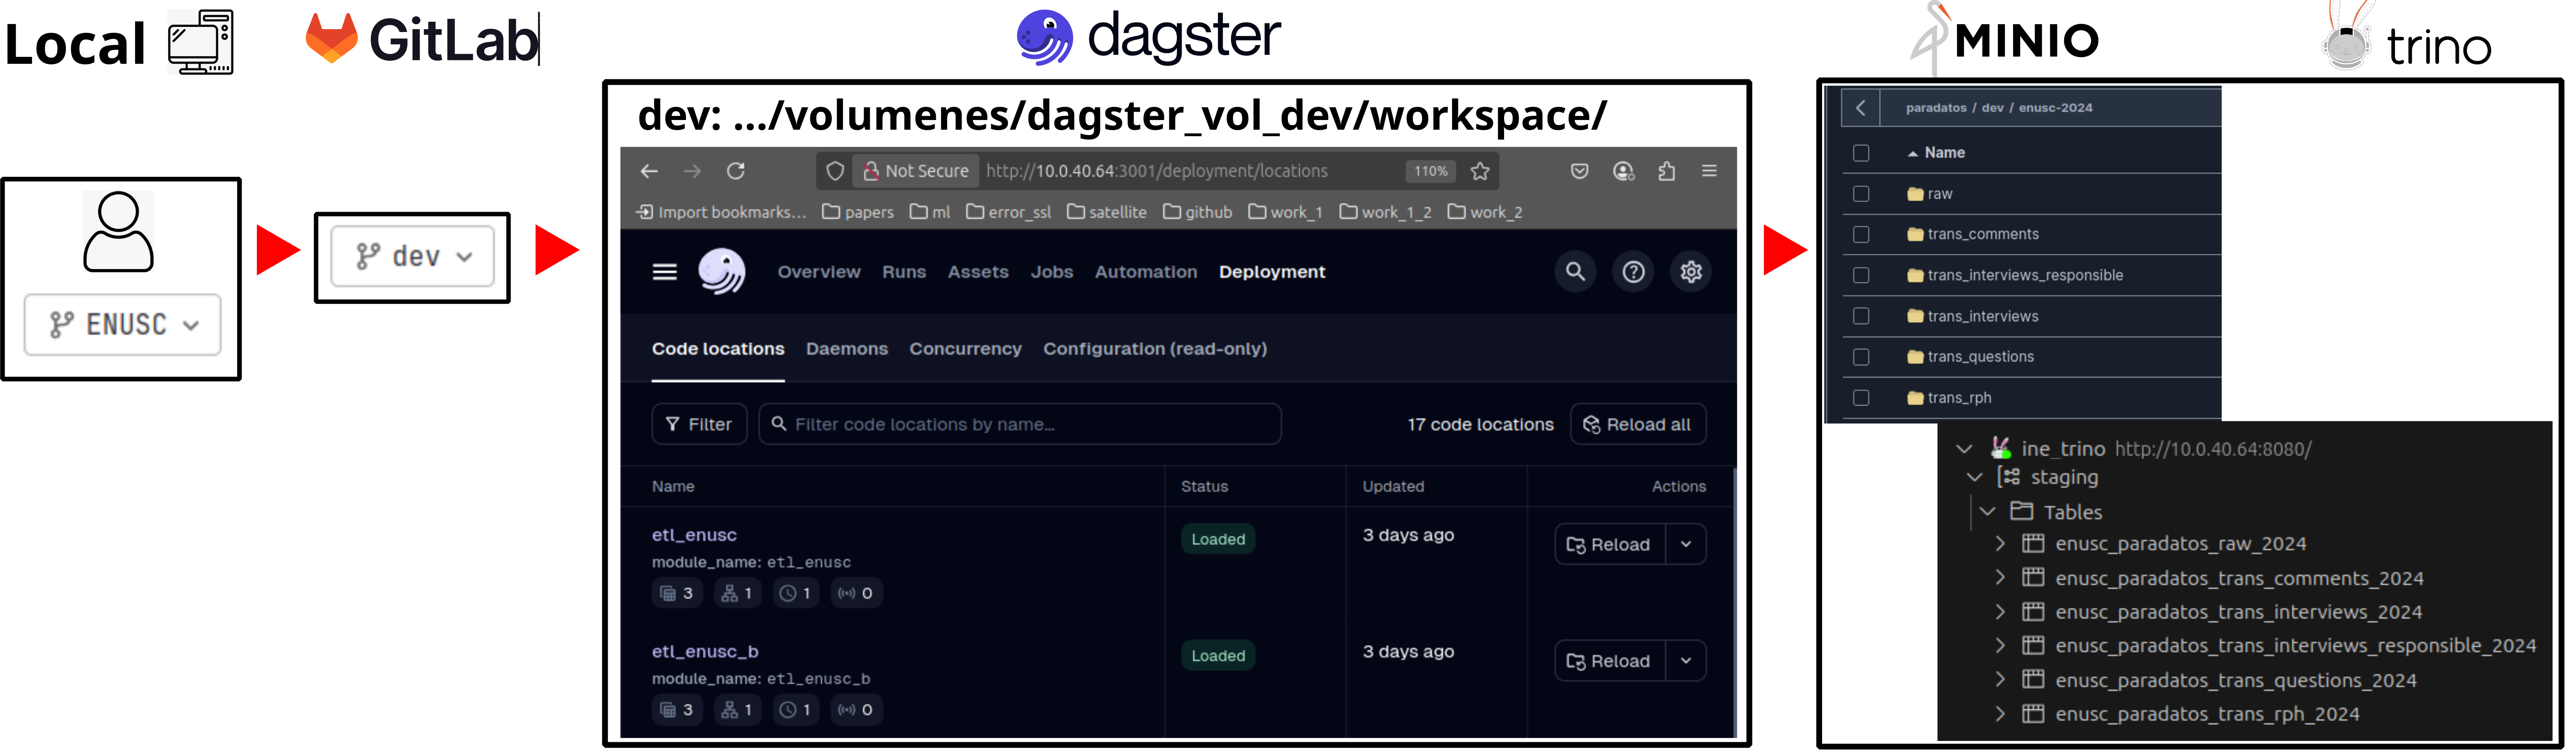 Local
GitLab
dagster
MINIO
trino
ENUSC
dev
dev: .../volumenes/dagster_vol_dev/workspace/
Not Secure http://10.0.40.64:3001/deployment/locations 110%
Import bookmarks... papers ml error_ssl satellite github work_1 work_1_2 work_2
Overview Runs Assets Jobs Automation Deployment
Code locations Daemons Concurrency Configuration (read-only)
Filter Filter code locations by name... 17 code locations Reload all
Name Status Updated Actions
etl_enusc Loaded 3 days ago Reload
module_name: etl_enusc
3 1 1 0
etl_enusc_b Loaded 3 days ago Reload
module_name: etl_enusc_b
3 1 1 0
paradatos / dev / enusc-2024
Name
raw
trans_comments
trans_interviews_responsible
trans_interviews
trans_questions
trans_rph
ine_trino http://10.0.40.64:8080/
staging
Tables
enusc_paradatos_raw_2024
enusc_paradatos_trans_comments_2024
enusc_paradatos_trans_interviews_2024
enusc_paradatos_trans_interviews_responsible_2024
enusc_paradatos_trans_questions_2024
enusc_paradatos_trans_rph_2024